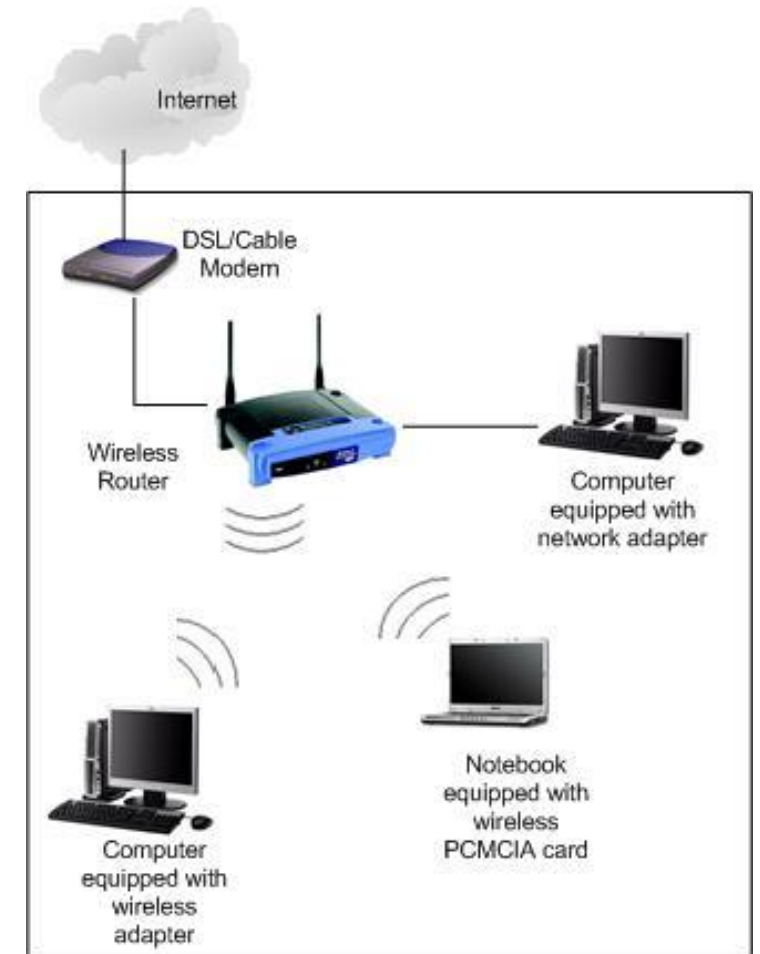 Internet
DSL/Cable
Modem
Wireless
Router
Computer
equipped with
network adapter
Notebook
equipped with
wireless
PCMCIA card
Computer
equipped with
wireless
adapter